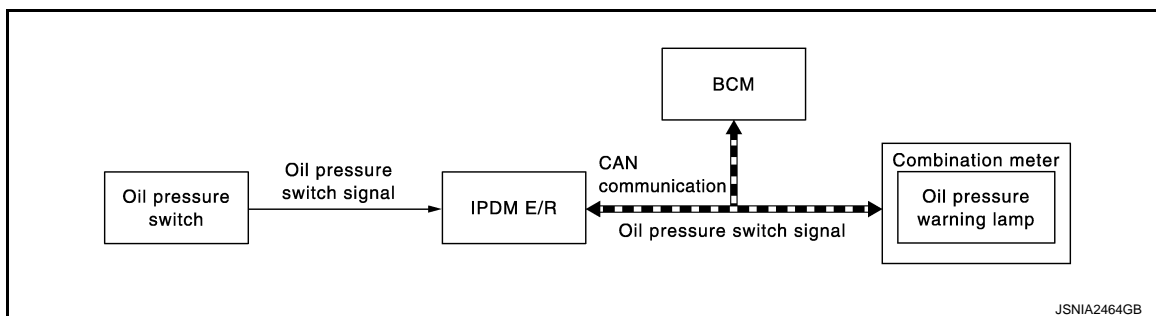 BCM
Oil pressure
switch signal
CAN
communication
Combination meter
Oil pressure
switch
IPDM E/R
Oil pressure
warning lamp
Oil pressure switch signal
JSNIA2464GB